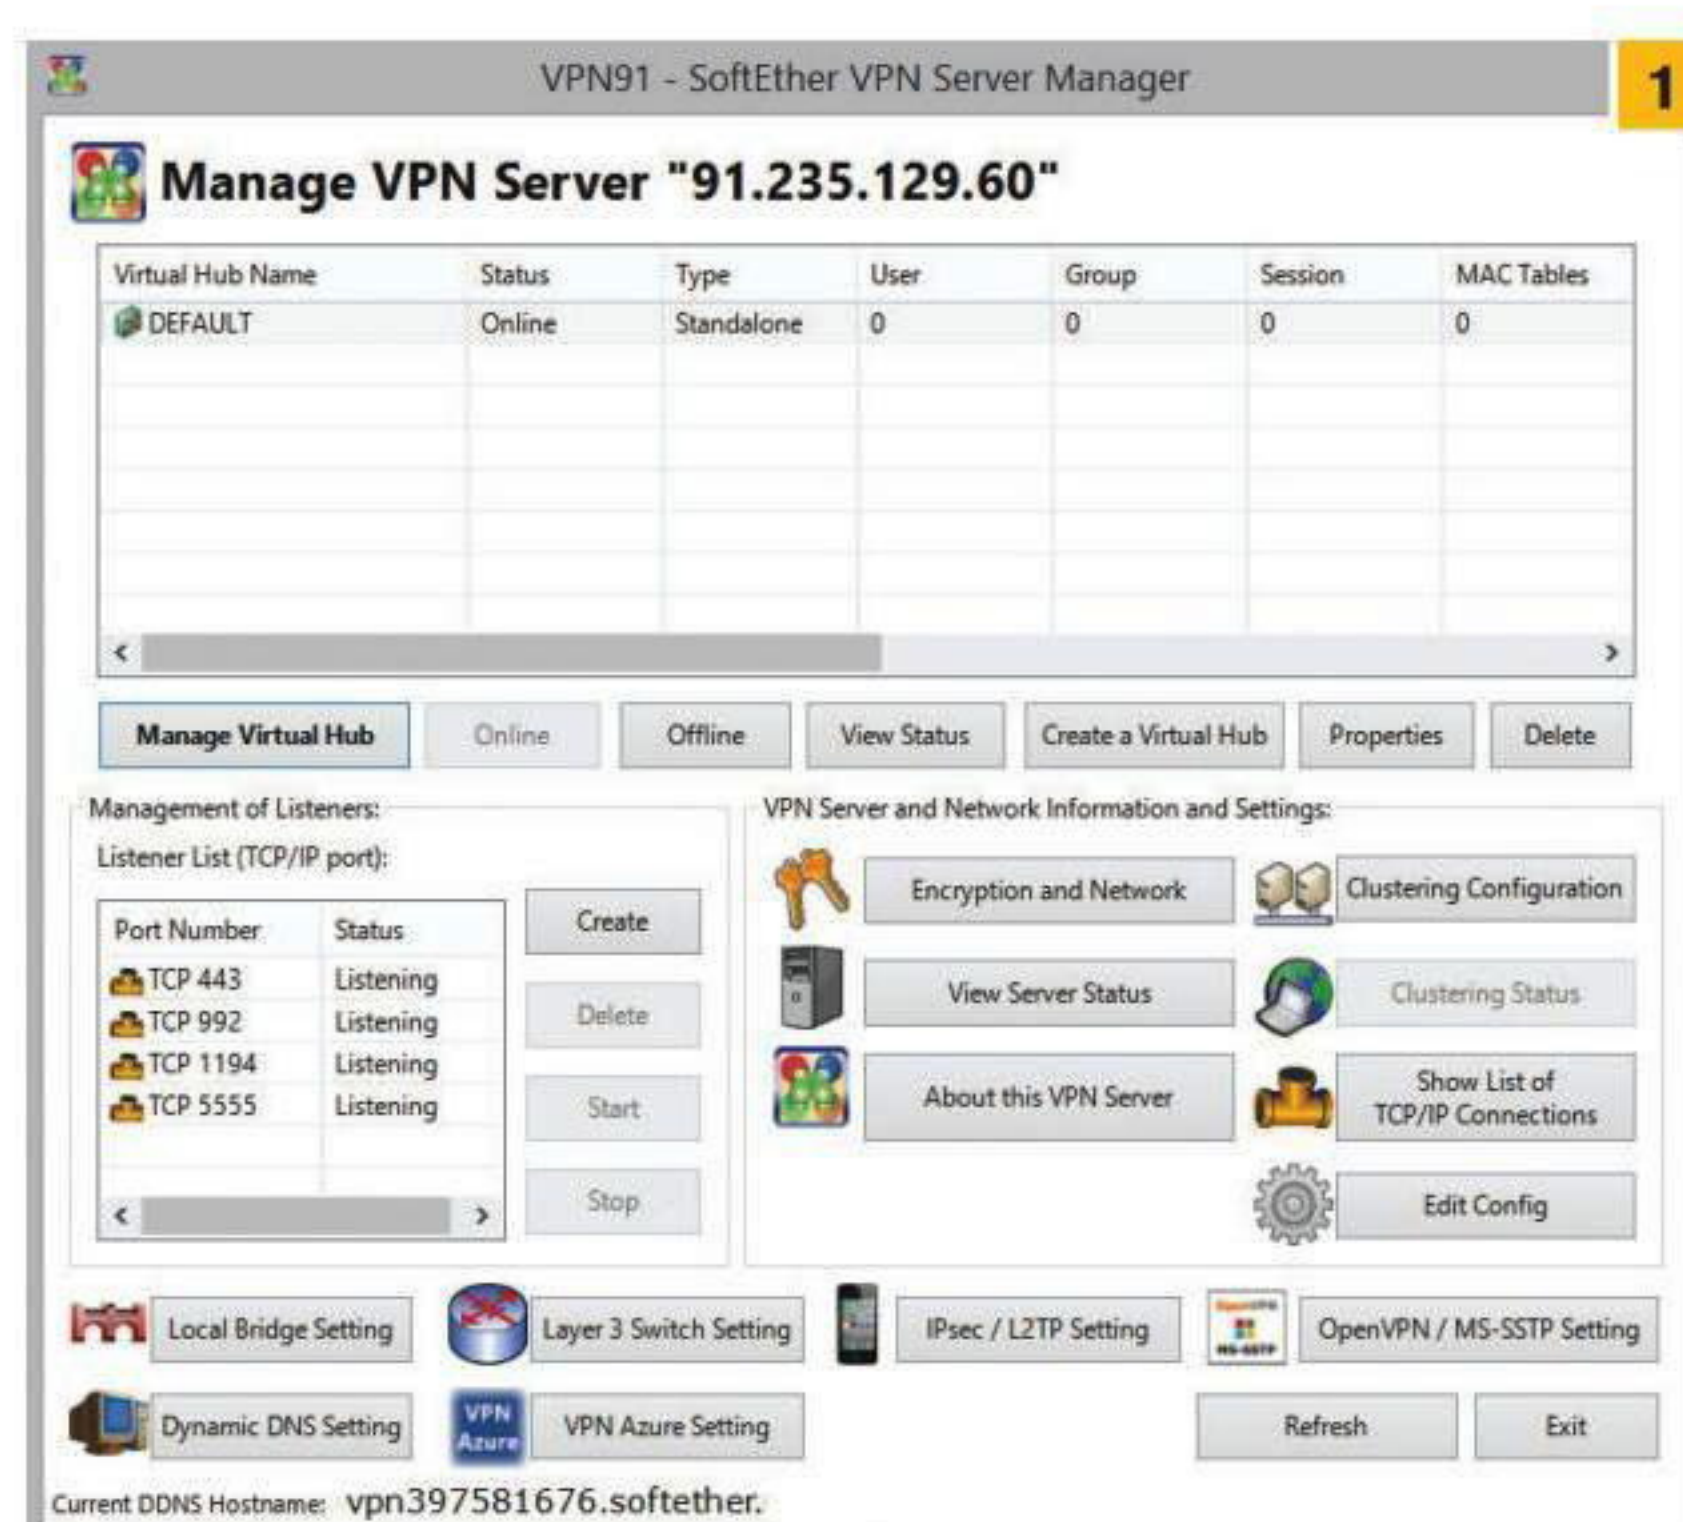 VPN91 - SoftEther VPN Server Manager
1
Manage VPN Server "91.235.129.60"
Virtual Hub Name Status Type User Group Session MAC Tables
DEFAULT Online Standalone 0 0 0 0
Manage Virtual Hub Online Offline View Status Create a Virtual Hub Properties Delete
Management of Listeners:
Listener List (TCP/IP port):
Port Number Status
TCP 443 Listening
TCP 992 Listening
TCP 1194 Listening
TCP 5555 Listening
Create
Delete
Start
Stop
VPN Server and Network Information and Settings:
Encryption and Network Clustering Configuration
View Server Status Clustering Status
About this VPN Server Show List of
TCP/IP Connections
Edit Config
Local Bridge Setting Layer 3 Switch Setting IPsec / L2TP Setting OpenVPN MS-SSTP OpenVPN / MS-SSTP Setting
Dynamic DNS Setting VPN Azure VPN Azure Setting Refresh Exit
Current DDNS Hostname: vpn397581676.softether.